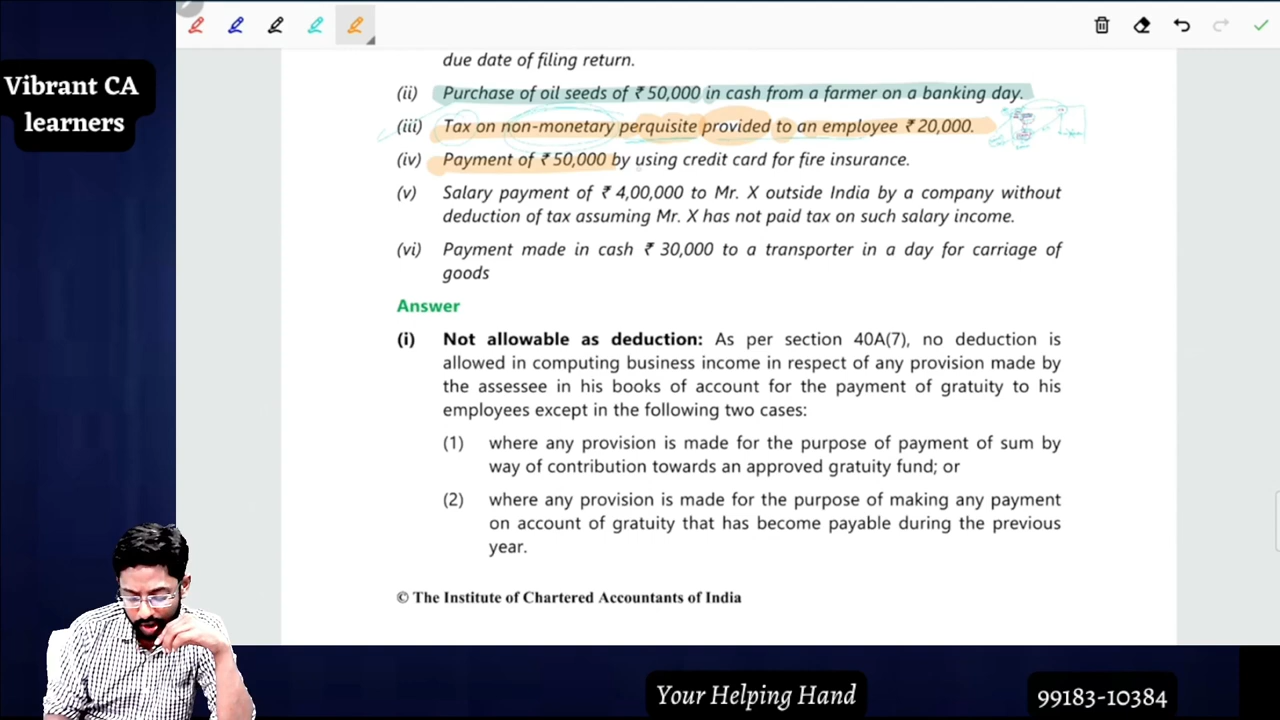 Vibrant CA
learners
due date of filing return.
(ii) Purchase of oil seeds of ₹ 50,000 in cash from a farmer on a banking day.
(iii) Tax on non-monetary perquisite provided to an employee ₹ 20,000.
(iv) Payment of ₹ 50,000 by using credit card for fire insurance.
(v) Salary payment of ₹ 4,00,000 to Mr. X outside India by a company without
deduction of tax assuming Mr. X has not paid tax on such salary income.
(vi) Payment made in cash ₹ 30,000 to a transporter in a day for carriage of
goods
Answer
(i) Not allowable as deduction: As per section 40A(7), no deduction is
allowed in computing business income in respect of any provision made by
the assessee in his books of account for the payment of gratuity to his
employees except in the following two cases:
(1) where any provision is made for the purpose of payment of sum by
way of contribution towards an approved gratuity fund; or
(2) where any provision is made for the purpose of making any payment
on account of gratuity that has become payable during the previous
year.
© The Institute of Chartered Accountants of India
Your Helping Hand
99183-10384